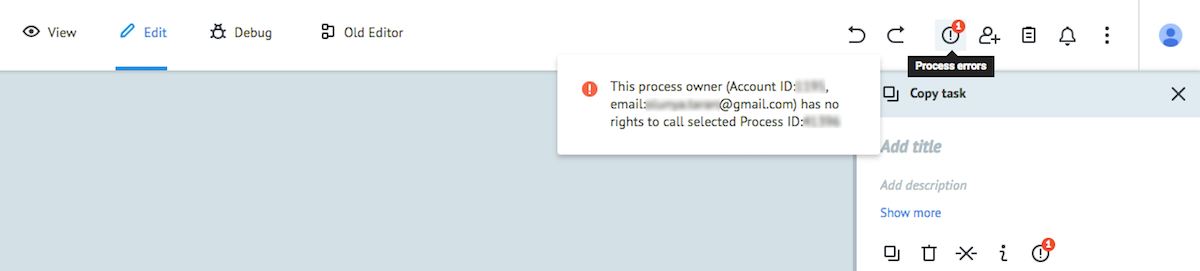 View
Edit
Debug
Old Editor
1
Process errors
This process owner (Account ID:
email: @gmail.com) has no
rights to call selected Process ID:
Copy task
Add title
Add description
Show more
1